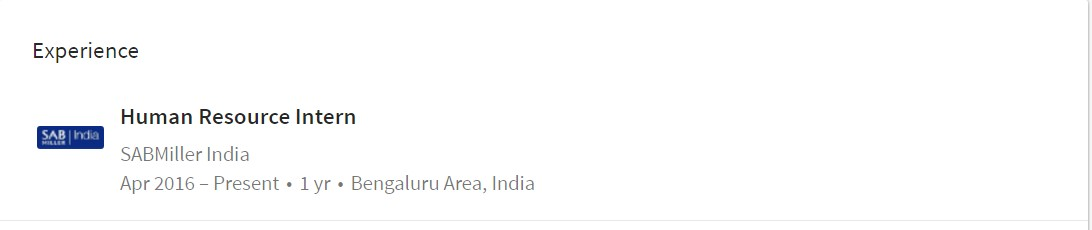 Experience
Human Resource Intern
SAB India
MILLER
SABMiller India
Apr 2016 – Present • 1 yr • Bengaluru Area, India